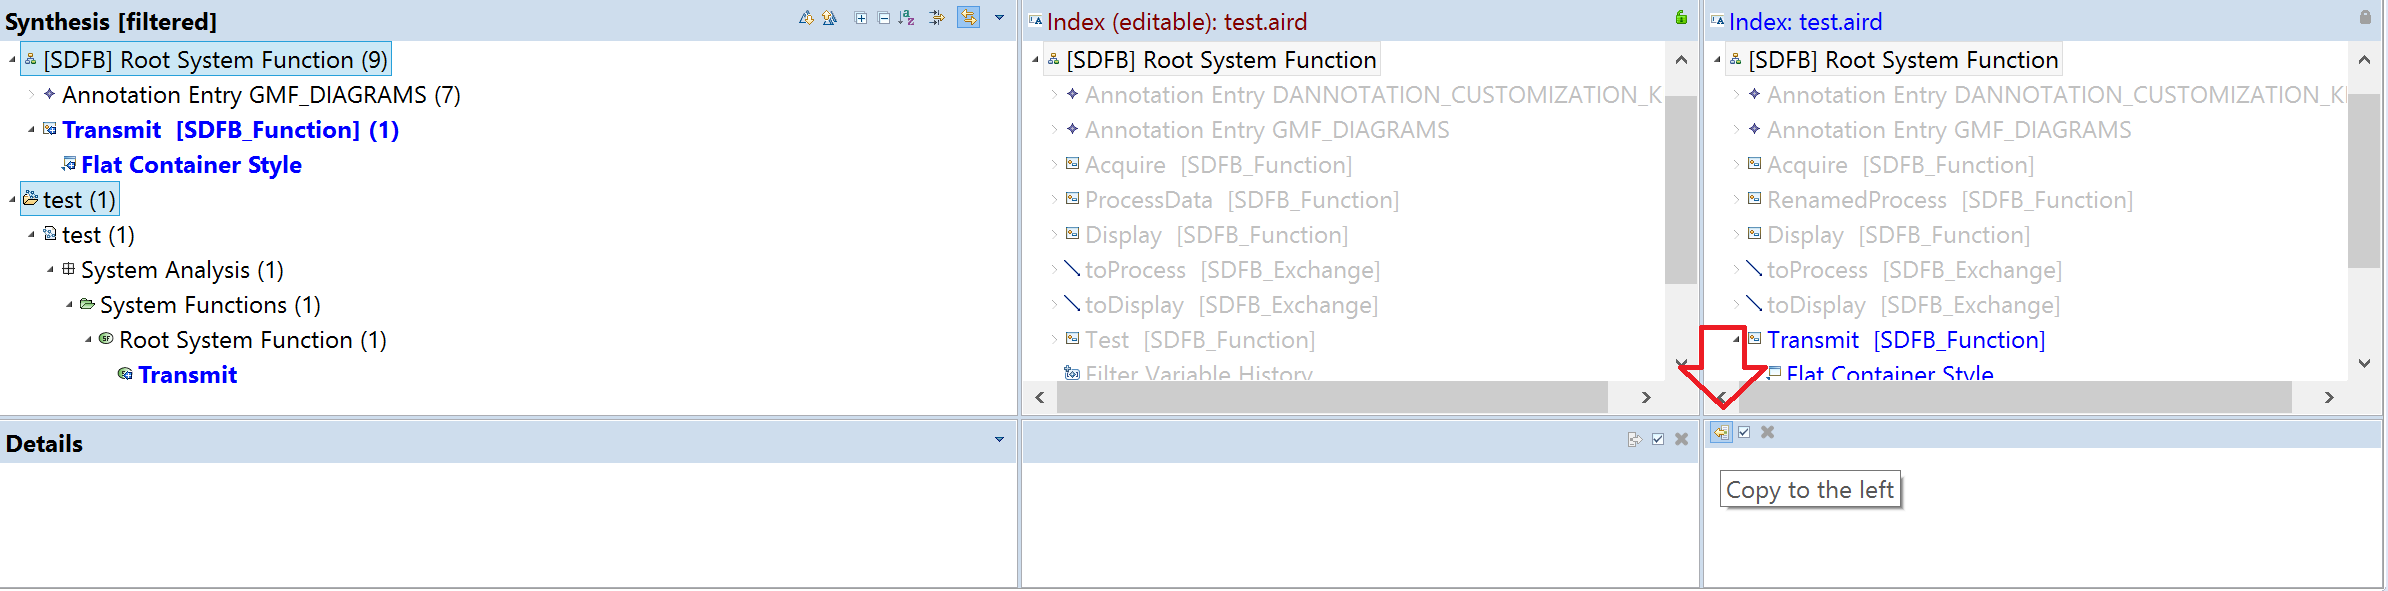 Synthesis [filtered]
[SDFB] Root System Function (9)
Annotation Entry GMF_DIAGRAMS (7)
Transmit [SDFB_Function] (1)
Flat Container Style
test (1)
test (1)
System Analysis (1)
System Functions (1)
Root System Function (1)
Transmit
Index (editable): test.aird
[SDFB] Root System Function
Annotation Entry DANNOTATION_CUSTOMIZATION_K
Annotation Entry GMF_DIAGRAMS
Acquire [SDFB_Function]
ProcessData [SDFB_Function]
Display [SDFB_Function]
toProcess [SDFB_Exchange]
toDisplay [SDFB_Exchange]
Test [SDFB_Function]
Filter Variable History
Index: test.aird
[SDFB] Root System Function
Annotation Entry DANNOTATION_CUSTOMIZATION_K
Annotation Entry GMF_DIAGRAMS
Acquire [SDFB_Function]
RenamedProcess [SDFB_Function]
Display [SDFB_Function]
toProcess [SDFB_Exchange]
toDisplay [SDFB_Exchange]
Transmit [SDFB_Function]
Flat Container Style
Details
Copy to the left